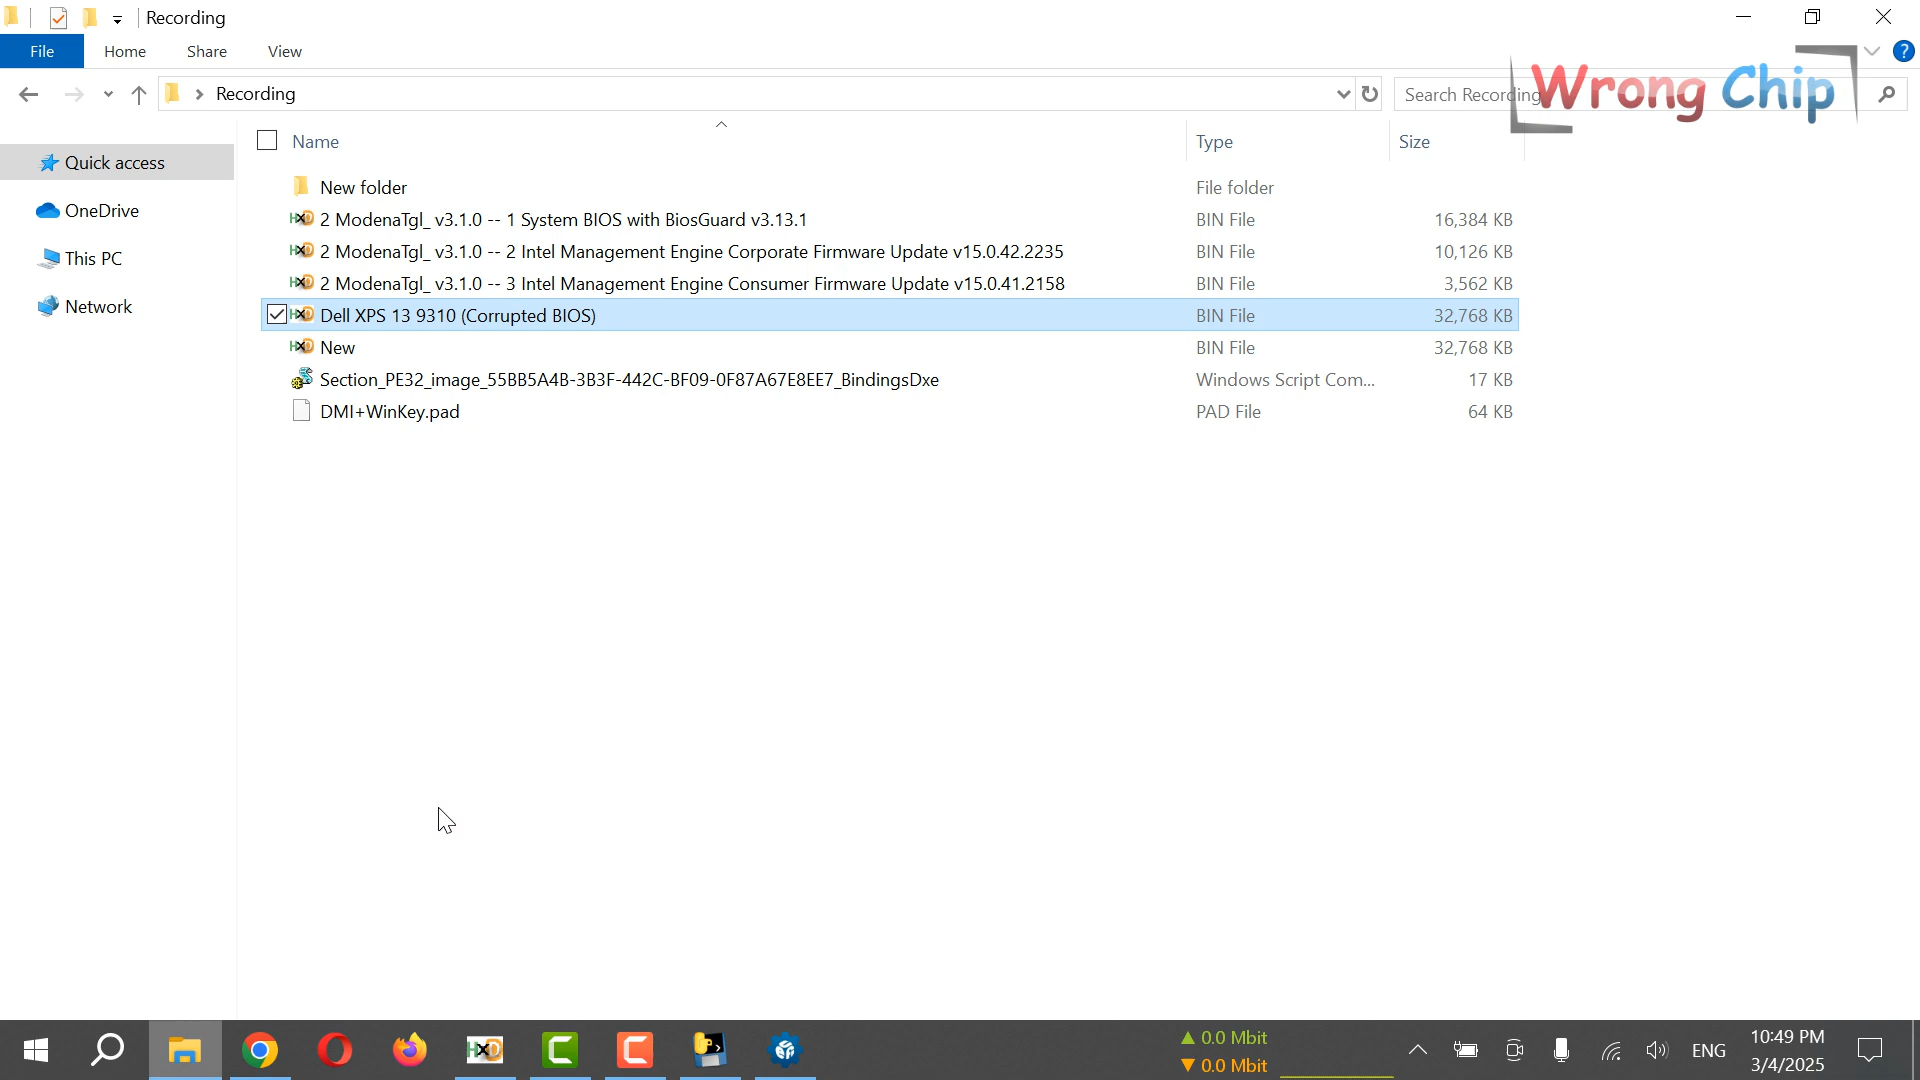 Recording
File Home Share View
Recording
Search Recording
Wrong Chip
Name Type Size
Quick access
OneDrive
This PC
Network
New folder File folder
2 ModenaTgl_ v3.1.0 -- 1 System BIOS with BiosGuard v3.13.1 BIN File 16,384 KB
2 ModenaTgl_ v3.1.0 -- 2 Intel Management Engine Corporate Firmware Update v15.0.42.2235 BIN File 10,126 KB
2 ModenaTgl_ v3.1.0 -- 3 Intel Management Engine Consumer Firmware Update v15.0.41.2158 BIN File 3,562 KB
Dell XPS 13 9310 (Corrupted BIOS) BIN File 32,768 KB
New BIN File 32,768 KB
Section_PE32_image_55BB5A4B-3B3F-442C-BF09-0F87A67E8EE7_BindingsDxe Windows Script Com... 17 KB
DMI+WinKey.pad PAD File 64 KB
0.0 Mbit
0.0 Mbit
ENG
10:49 PM
3/4/2025